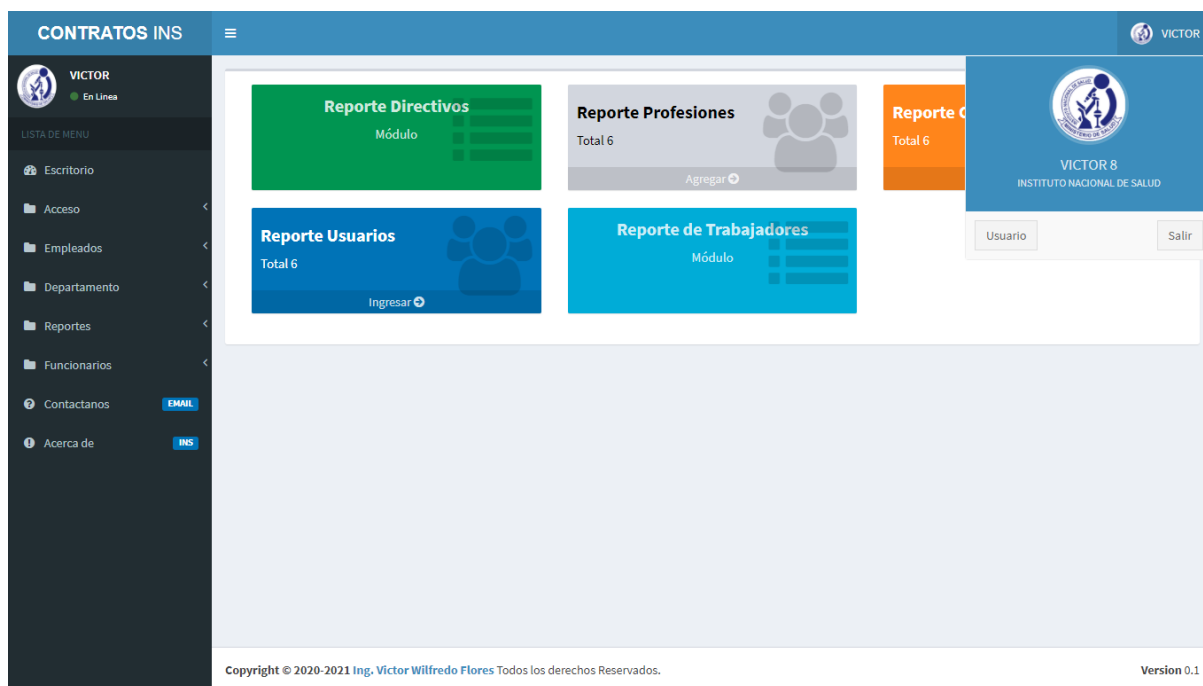 CONTRATOS INS
VICTOR
VICTOR
En Linea
LISTA DE MENU
Escritorio
Acceso
Empleados
Departamento
Reportes
Funcionarios
Contactanos EMAIL
Acerca de INS
Reporte Directivos
Módulo
Reporte Profesiones
Total 6
Agregar
Reporte
Total 6
Reporte Usuarios
Total 6
Ingresar
Reporte de Trabajadores
Módulo
VICTOR 8
INSTITUTO NACIONAL DE SALUD
Usuario Salir
Copyright © 2020-2021 Ing. Victor Wilfredo Flores Todos los derechos Reservados. Version 0.1